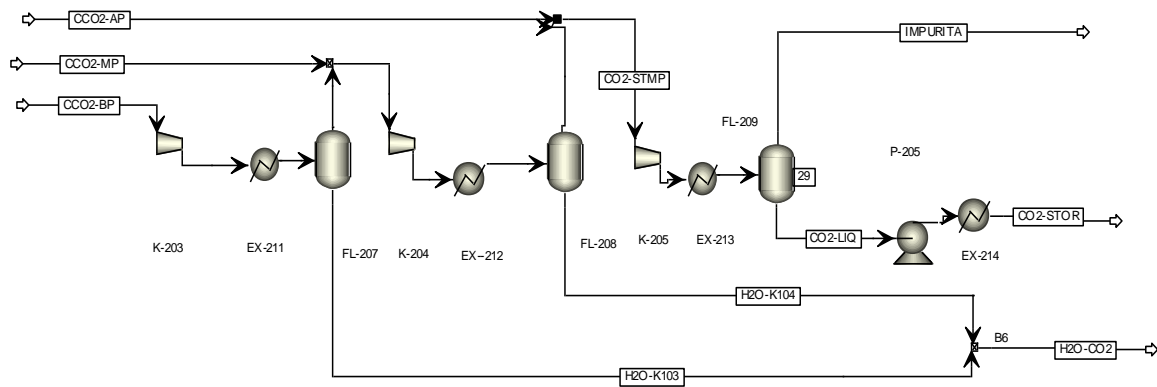 CCO2-AP
IMPURITA
CCO2-MP
CO2-STMP
CCO2-BP
FL-209
P-205
29
CO2-STOR
CO2-LIQ
K-203
EX-211
FL-207
K-204
EX-212
FL-208
K-205
EX-213
EX-214
H2O-K104
B6
H2O-CO2
H2O-K103